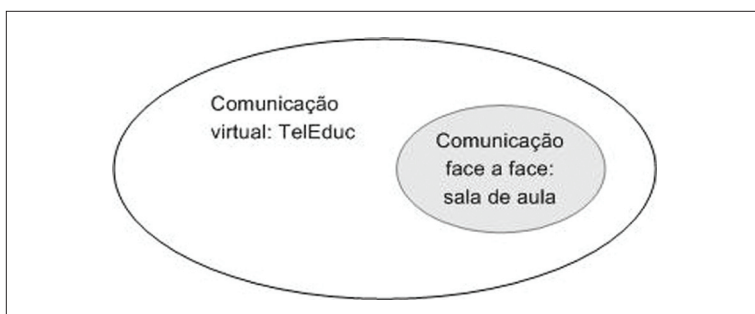 Comunicação
virtual: TelEduc
Comunicação
face a face:
sala de aula